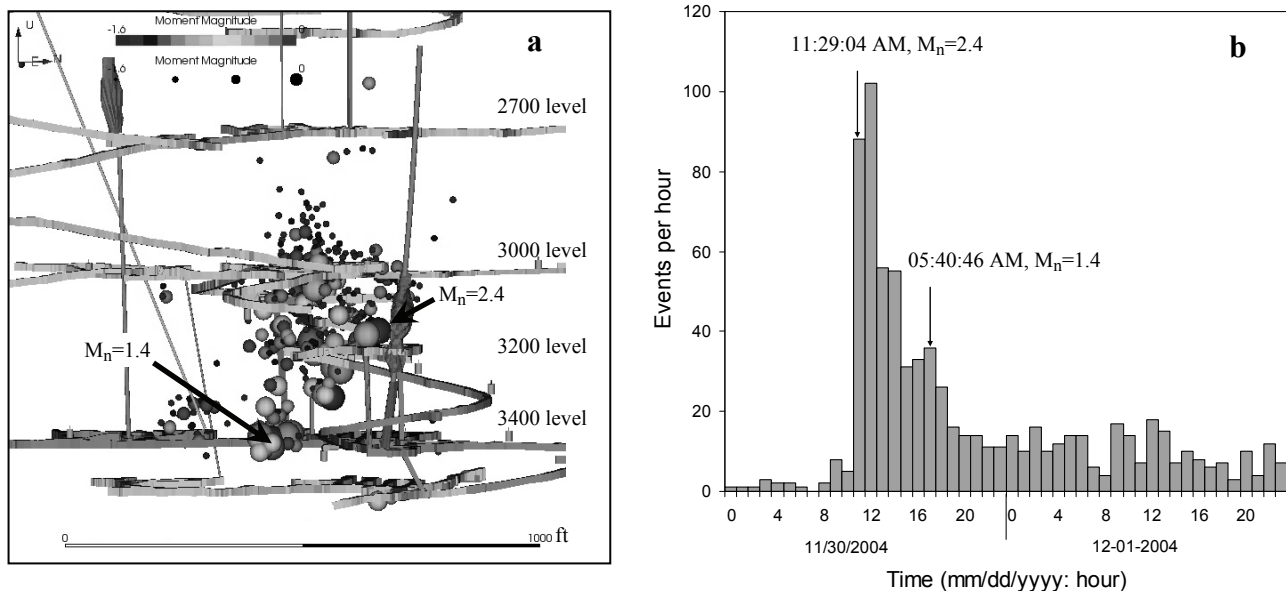 Moment Magnitude
-1.6 0
Moment Magnitude
.6 0
a
U
E N
2700 level
3000 level
Mn=2.4
3200 level
Mn=1.4
3400 level
0 1000 ft
b
120
100
80
60
40
20
0
Events per hour
11:29:04 AM, Mn=2.4
05:40:46 AM, Mn=1.4
0 4 8 12 16 20 0 4 8 12 16 20
11/30/2004 12-01-2004
Time (mm/dd/yyyy: hour)